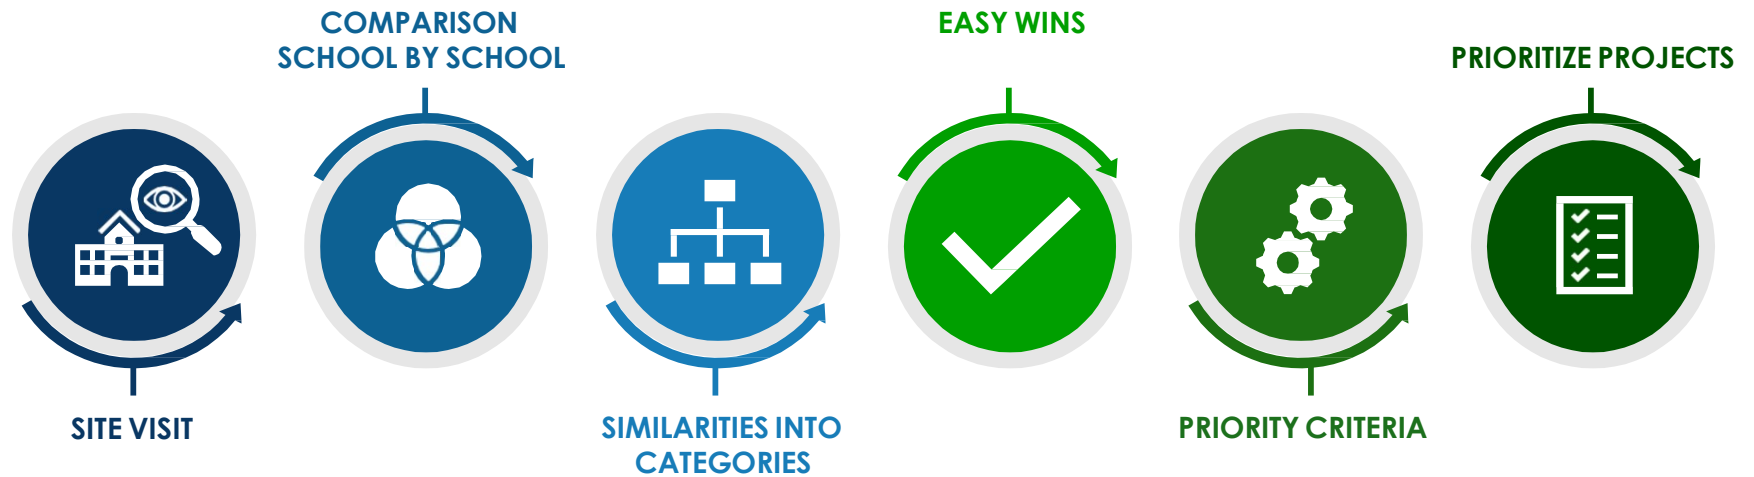 SITE VISIT
COMPARISON
SCHOOL BY SCHOOL
SIMILARITIES INTO
CATEGORIES
EASY WINS
PRIORITY CRITERIA
PRIORITIZE PROJECTS